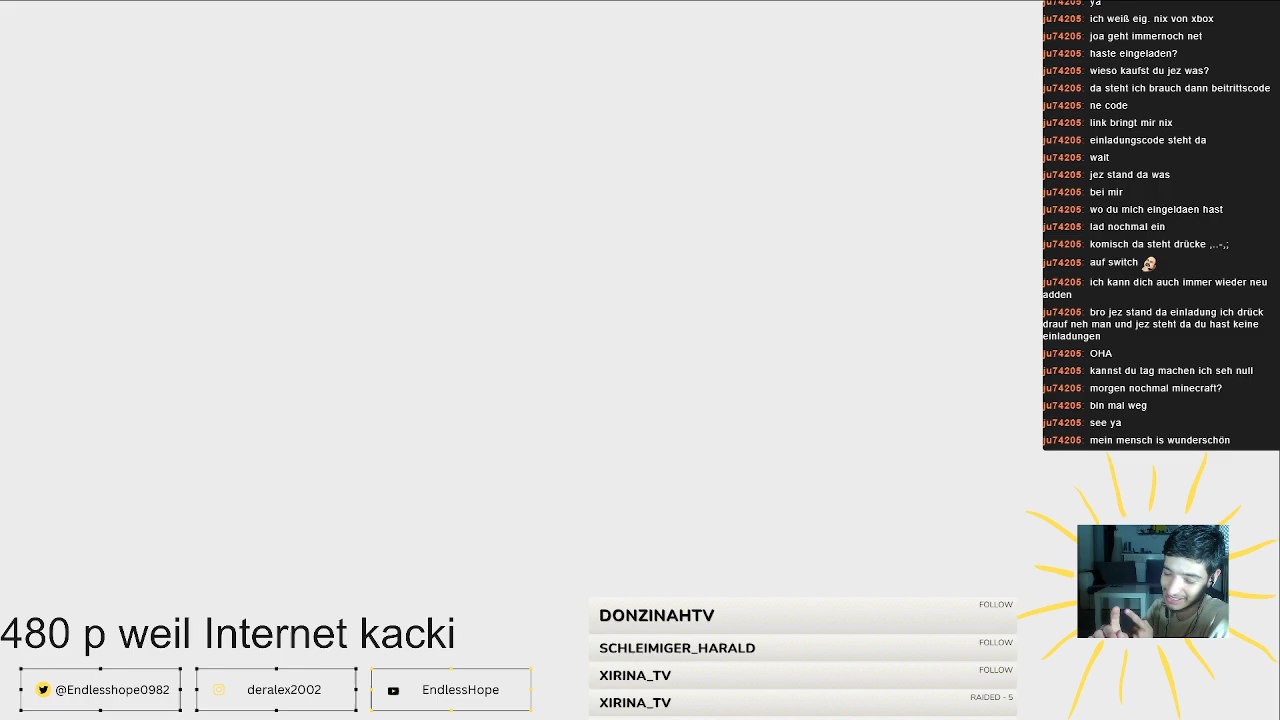 ju74205: ya
ju74205: ich weiß eig. nix von xbox
ju74205: joa geht immernoch net
ju74205: haste eingeladen?
ju74205: wieso kaufst du jez was?
ju74205: da steht ich brauch dann beitrittscode
ju74205: ne code
ju74205: link bringt mir nix
ju74205: einladungscode steht da
ju74205: wait
ju74205: jez stand da was
ju74205: bei mir
ju74205: wo du mich eingeldaen hast
ju74205: lad nochmal ein
ju74205: komisch da steht drücke ,..-,;
ju74205: auf switch
ju74205: ich kann dich auch immer wieder neu
adden
ju74205: bro jez stand da einladung ich drück
drauf neh man und jez steht da du hast keine
einladungen
ju74205: OHA
ju74205: kannst du tag machen ich seh null
ju74205: morgen nochmal minecraft?
ju74205: bin mal weg
ju74205: see ya
ju74205: mein mensch is wunderschön
480 p weil Internet kacki
@Endlesshope0982
deralex2002
EndlessHope
DONZINAHTV FOLLOW
SCHLEIMIGER_HARALD FOLLOW
XIRINA_TV FOLLOW
XIRINA_TV RAIDED - 5